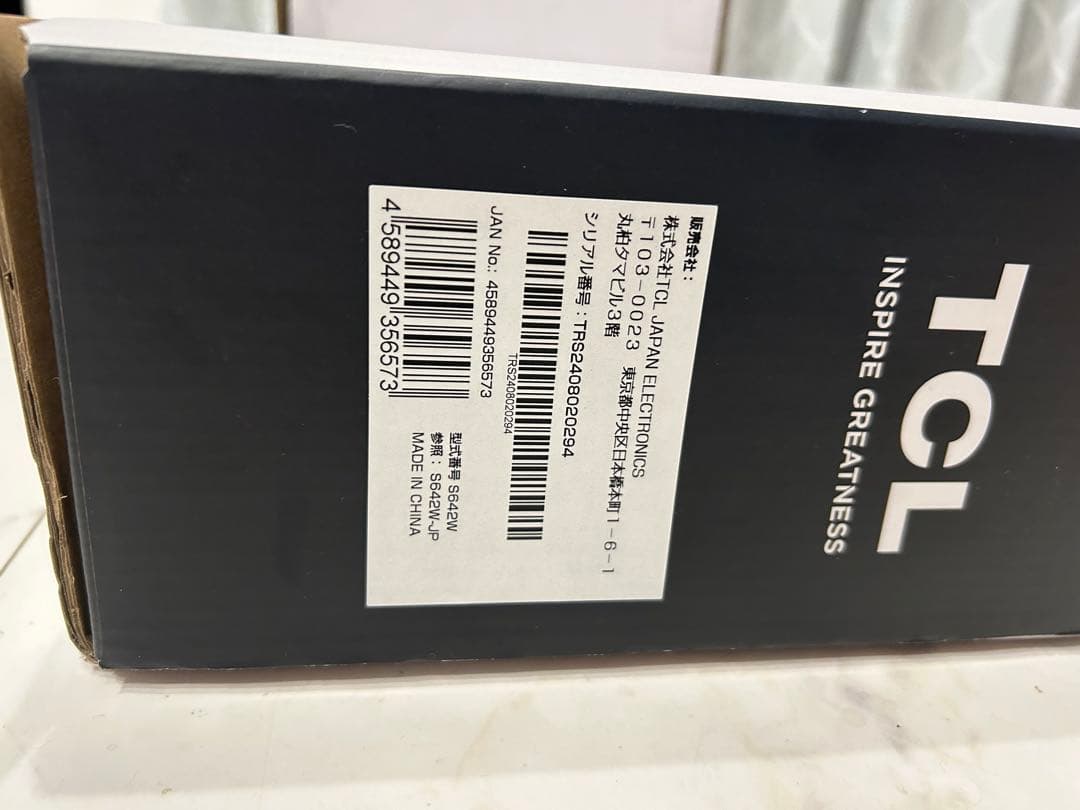 TCL
INSPIRE GREATNESS
販売会社：
株式会社TCL JAPAN ELECTRONICS
〒103-0023 東京都中央区日本橋本町1-6-1
丸柏タマビル3階
シリアル番号：TRS2408020294
TRS2408020294
JAN No.: 4589449356573
4 589449 356573
型式番号 S642W
参照： S642W-JP
MADE IN CHINA